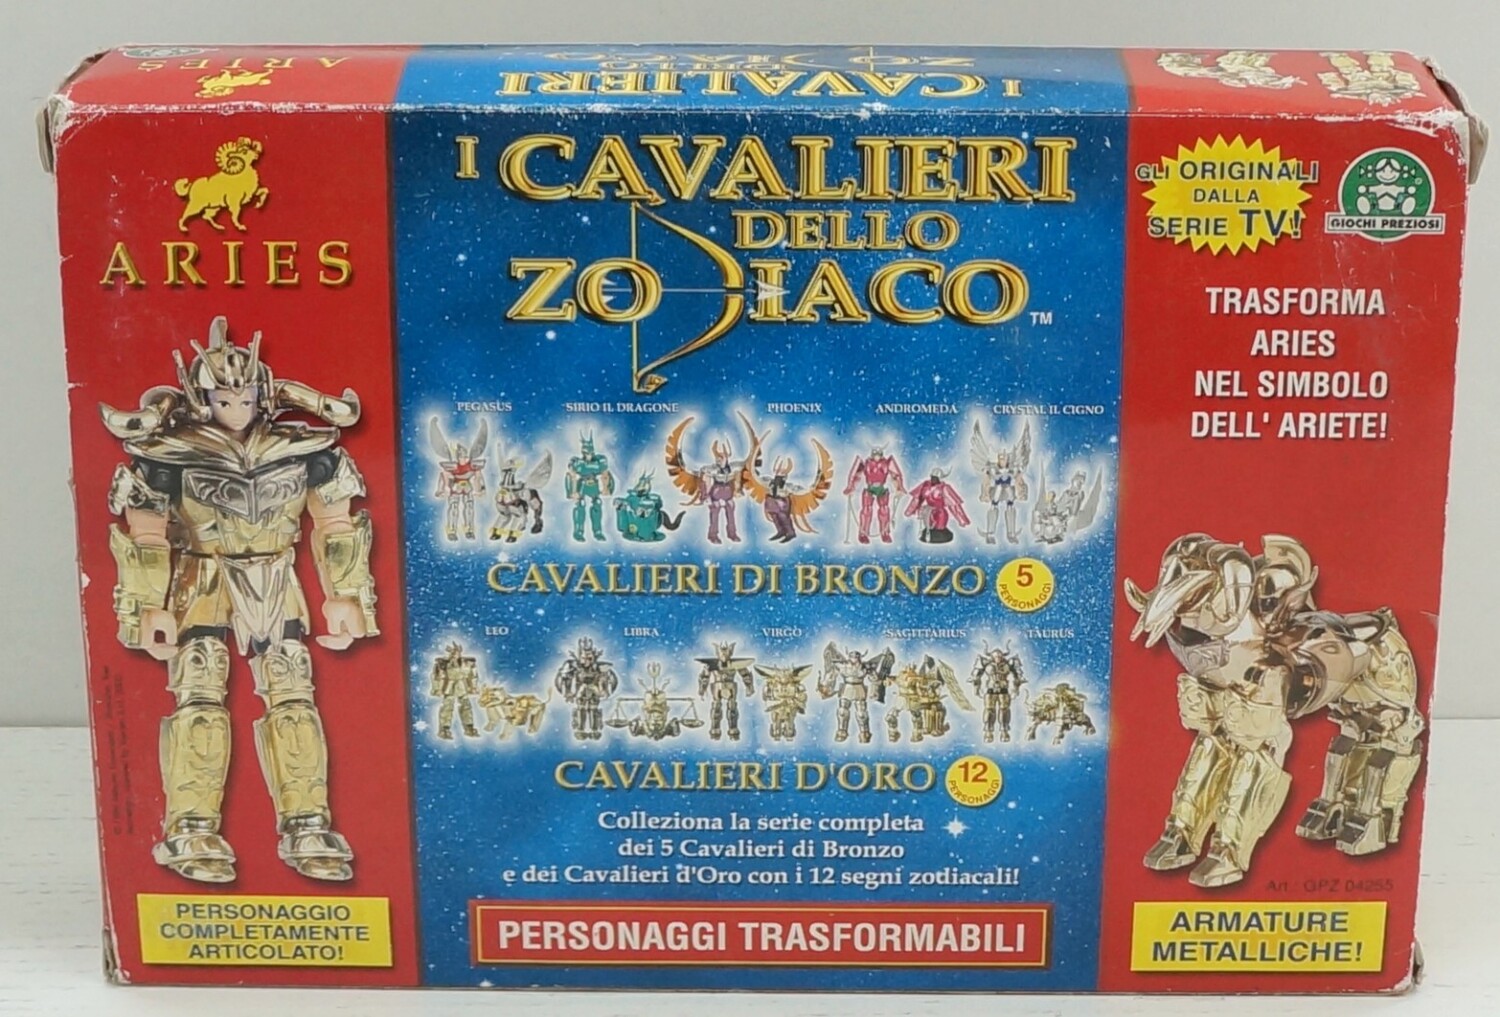 ARIES
I CAVALIERI
I CAVALIERI
DELLO
ZODIACO™
ARIES
GLI ORIGINALI
DALLA
SERIE TV!
GIOCHI PREZIOSI
TRASFORMA
ARIES
NEL SIMBOLO
DELL' ARIETE!
PEGASUS SIRIO IL DRAGONE PHOENIX ANDROMEDA CRYSTAL IL CIGNO
CAVALIERI DI BRONZO 5 PERSONAGGI
LEO LIBRA VIRGO SAGITTARIUS TAURUS
CAVALIERI D'ORO 12 PERSONAGGI
Colleziona la serie completa
dei 5 Cavalieri di Bronzo
e dei Cavalieri d'Oro con i 12 segni zodiacali!
PERSONAGGI TRASFORMABILI
PERSONAGGIO
COMPLETAMENTE
ARTICOLATO!
Art.: GPZ 04255
ARMATURE
METALLICHE!